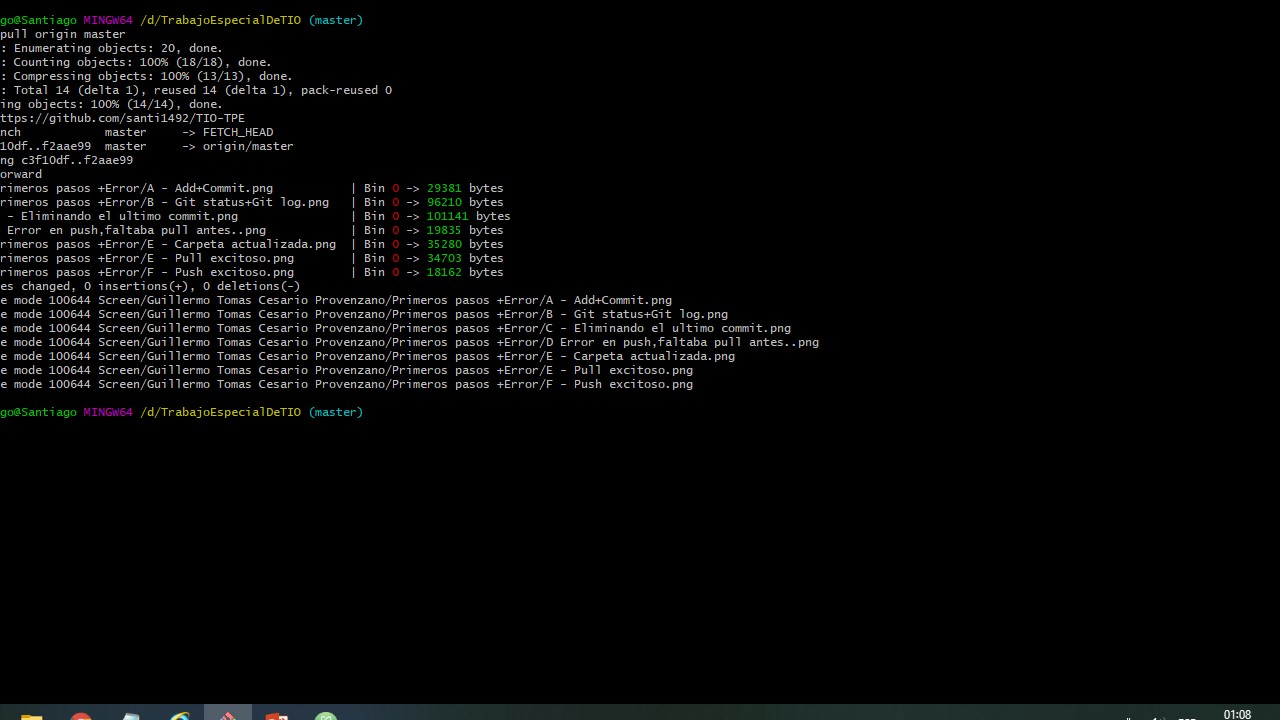 go@Santiago MINGW64 /d/TrabajoEspecialDeTIO (master)
pull origin master
: Enumerating objects: 20, done.
: Counting objects: 100% (18/18), done.
: Compressing objects: 100% (13/13), done.
: Total 14 (delta 1), reused 14 (delta 1), pack-reused 0
ing objects: 100% (14/14), done.
ttps://github.com/santi1492/TIO-TPE
nch            master     -> FETCH_HEAD
10df..f2aae99  master     -> origin/master
ng c3f10df..f2aae99
orward
rimeros pasos +Error/A - Add+Commit.png           | Bin 0 -> 29381 bytes
rimeros pasos +Error/B - Git status+Git log.png   | Bin 0 -> 96210 bytes
 - Eliminando el ultimo commit.png                | Bin 0 -> 101141 bytes
 Error en push,faltaba pull antes..png            | Bin 0 -> 19835 bytes
rimeros pasos +Error/E - Carpeta actualizada.png  | Bin 0 -> 35280 bytes
rimeros pasos +Error/E - Pull excitoso.png        | Bin 0 -> 34703 bytes
rimeros pasos +Error/F - Push excitoso.png        | Bin 0 -> 18162 bytes
es changed, 0 insertions(+), 0 deletions(-)
e mode 100644 Screen/Guillermo Tomas Cesario Provenzano/Primeros pasos +Error/A - Add+Commit.png
e mode 100644 Screen/Guillermo Tomas Cesario Provenzano/Primeros pasos +Error/B - Git status+Git log.png
e mode 100644 Screen/Guillermo Tomas Cesario Provenzano/Primeros pasos +Error/C - Eliminando el ultimo commit.png
e mode 100644 Screen/Guillermo Tomas Cesario Provenzano/Primeros pasos +Error/D Error en push,faltaba pull antes..png
e mode 100644 Screen/Guillermo Tomas Cesario Provenzano/Primeros pasos +Error/E - Carpeta actualizada.png
e mode 100644 Screen/Guillermo Tomas Cesario Provenzano/Primeros pasos +Error/E - Pull excitoso.png
e mode 100644 Screen/Guillermo Tomas Cesario Provenzano/Primeros pasos +Error/F - Push excitoso.png
go@Santiago MINGW64 /d/TrabajoEspecialDeTIO (master)
01:08